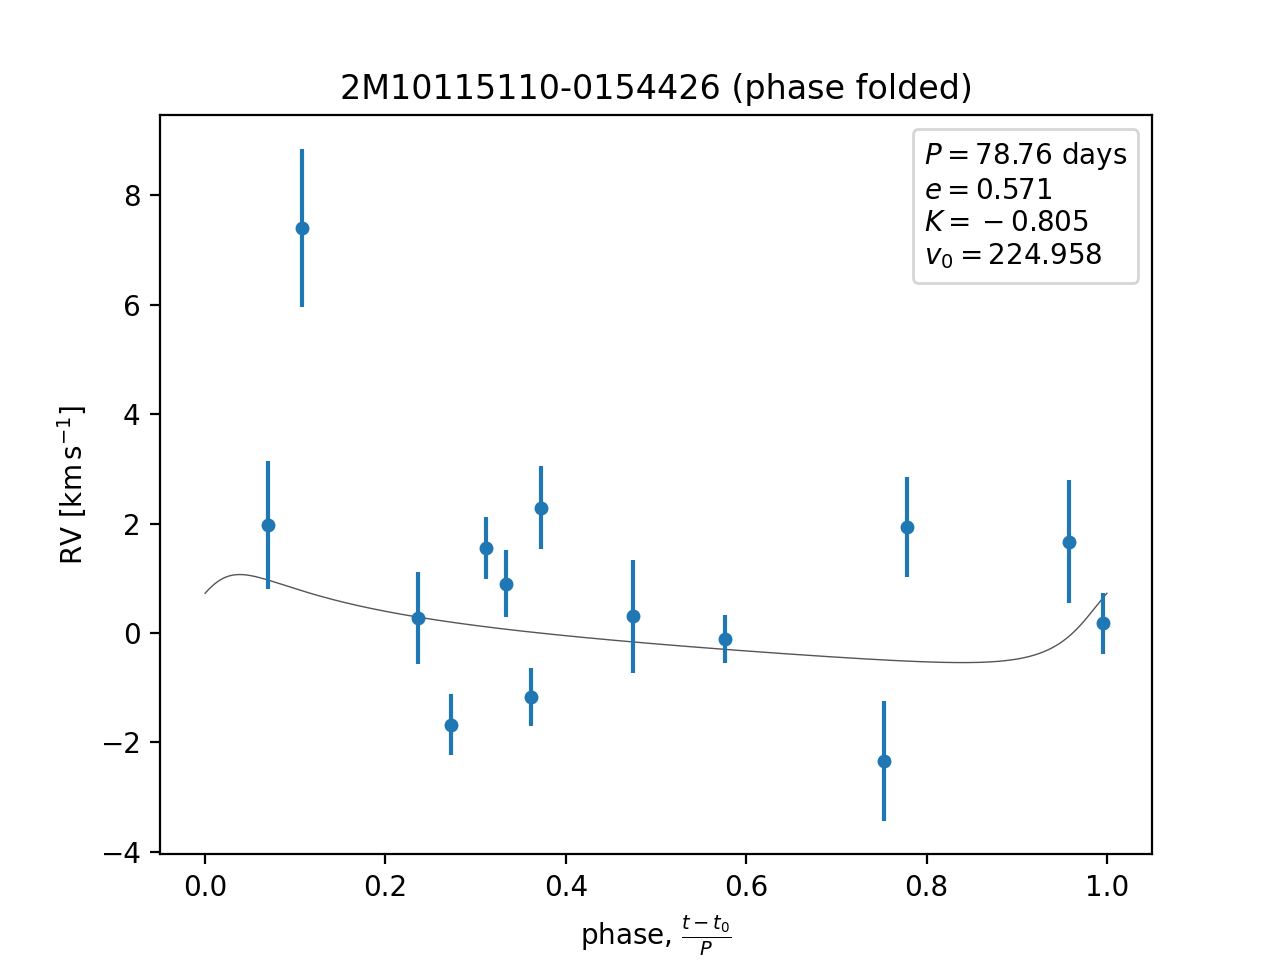 2M10115110-0154426 (phase folded)
P = 78.76 days
e = 0.571
K = −0.805
v₀ = 224.958
8
6
4
2
0
−2
−4
RV [km s⁻¹]
0.0 0.2 0.4 0.6 0.8 1.0
phase, (t − t₀)/P